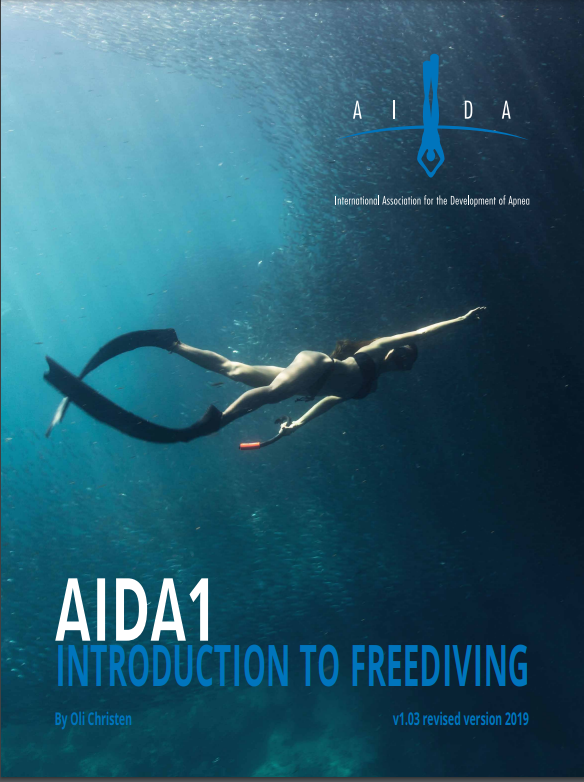 A I D A
International Association for the Development of Apnea
AIDA1
INTRODUCTION TO FREEDIVING
By Oli Christen
v1.03 revised version 2019